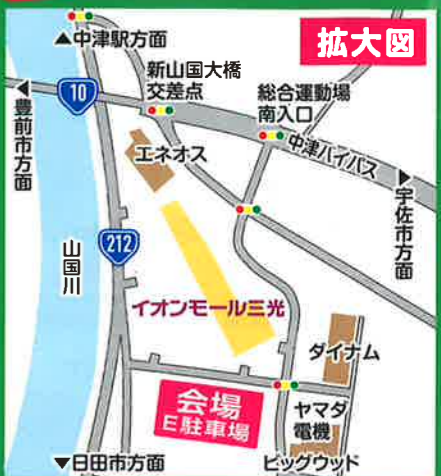 拡大図
▲中津駅方面
新山国大橋
交差点
総合運動場
南入口
10
◀豊前市方面
エネオス
中津バイパス
▶宇佐市方面
山国川
212
イオンモール三光
ダイナム
会場
E駐車場
ヤマダ
電機
▼日田市方面
ビッグウッド